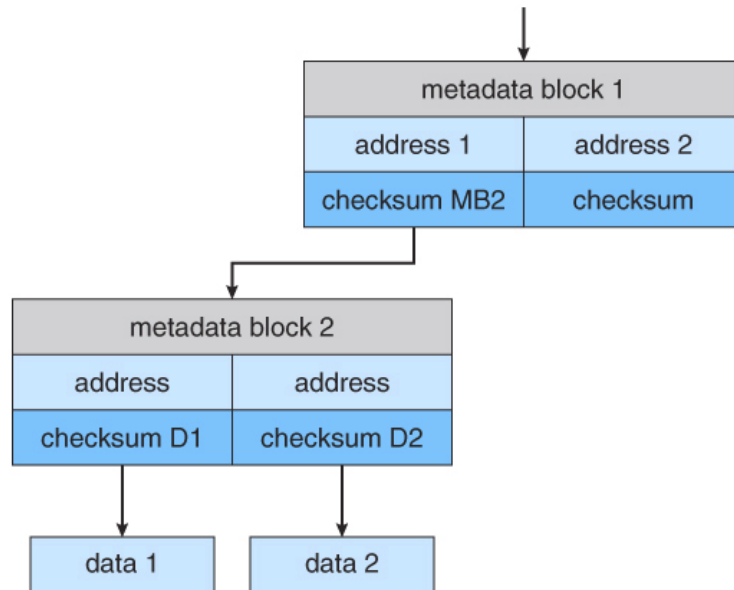 metadata block 1
address 1
address 2
checksum MB2
checksum
metadata block 2
address
address
checksum D1
checksum D2
data 1
data 2